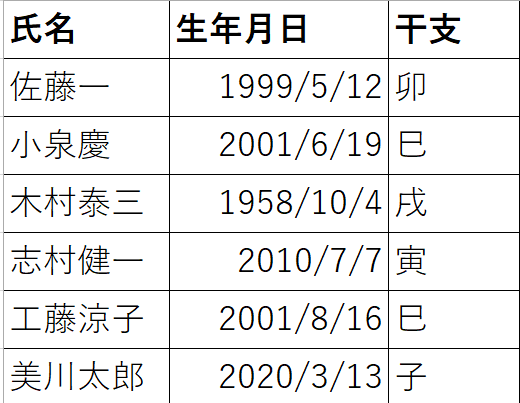 氏名 生年月日 干支
佐藤一 1999/5/12 卯
小泉慶 2001/6/19 巳
木村泰三 1958/10/4 戌
志村健一 2010/7/7 寅
工藤涼子 2001/8/16 巳
美川太郎 2020/3/13 子